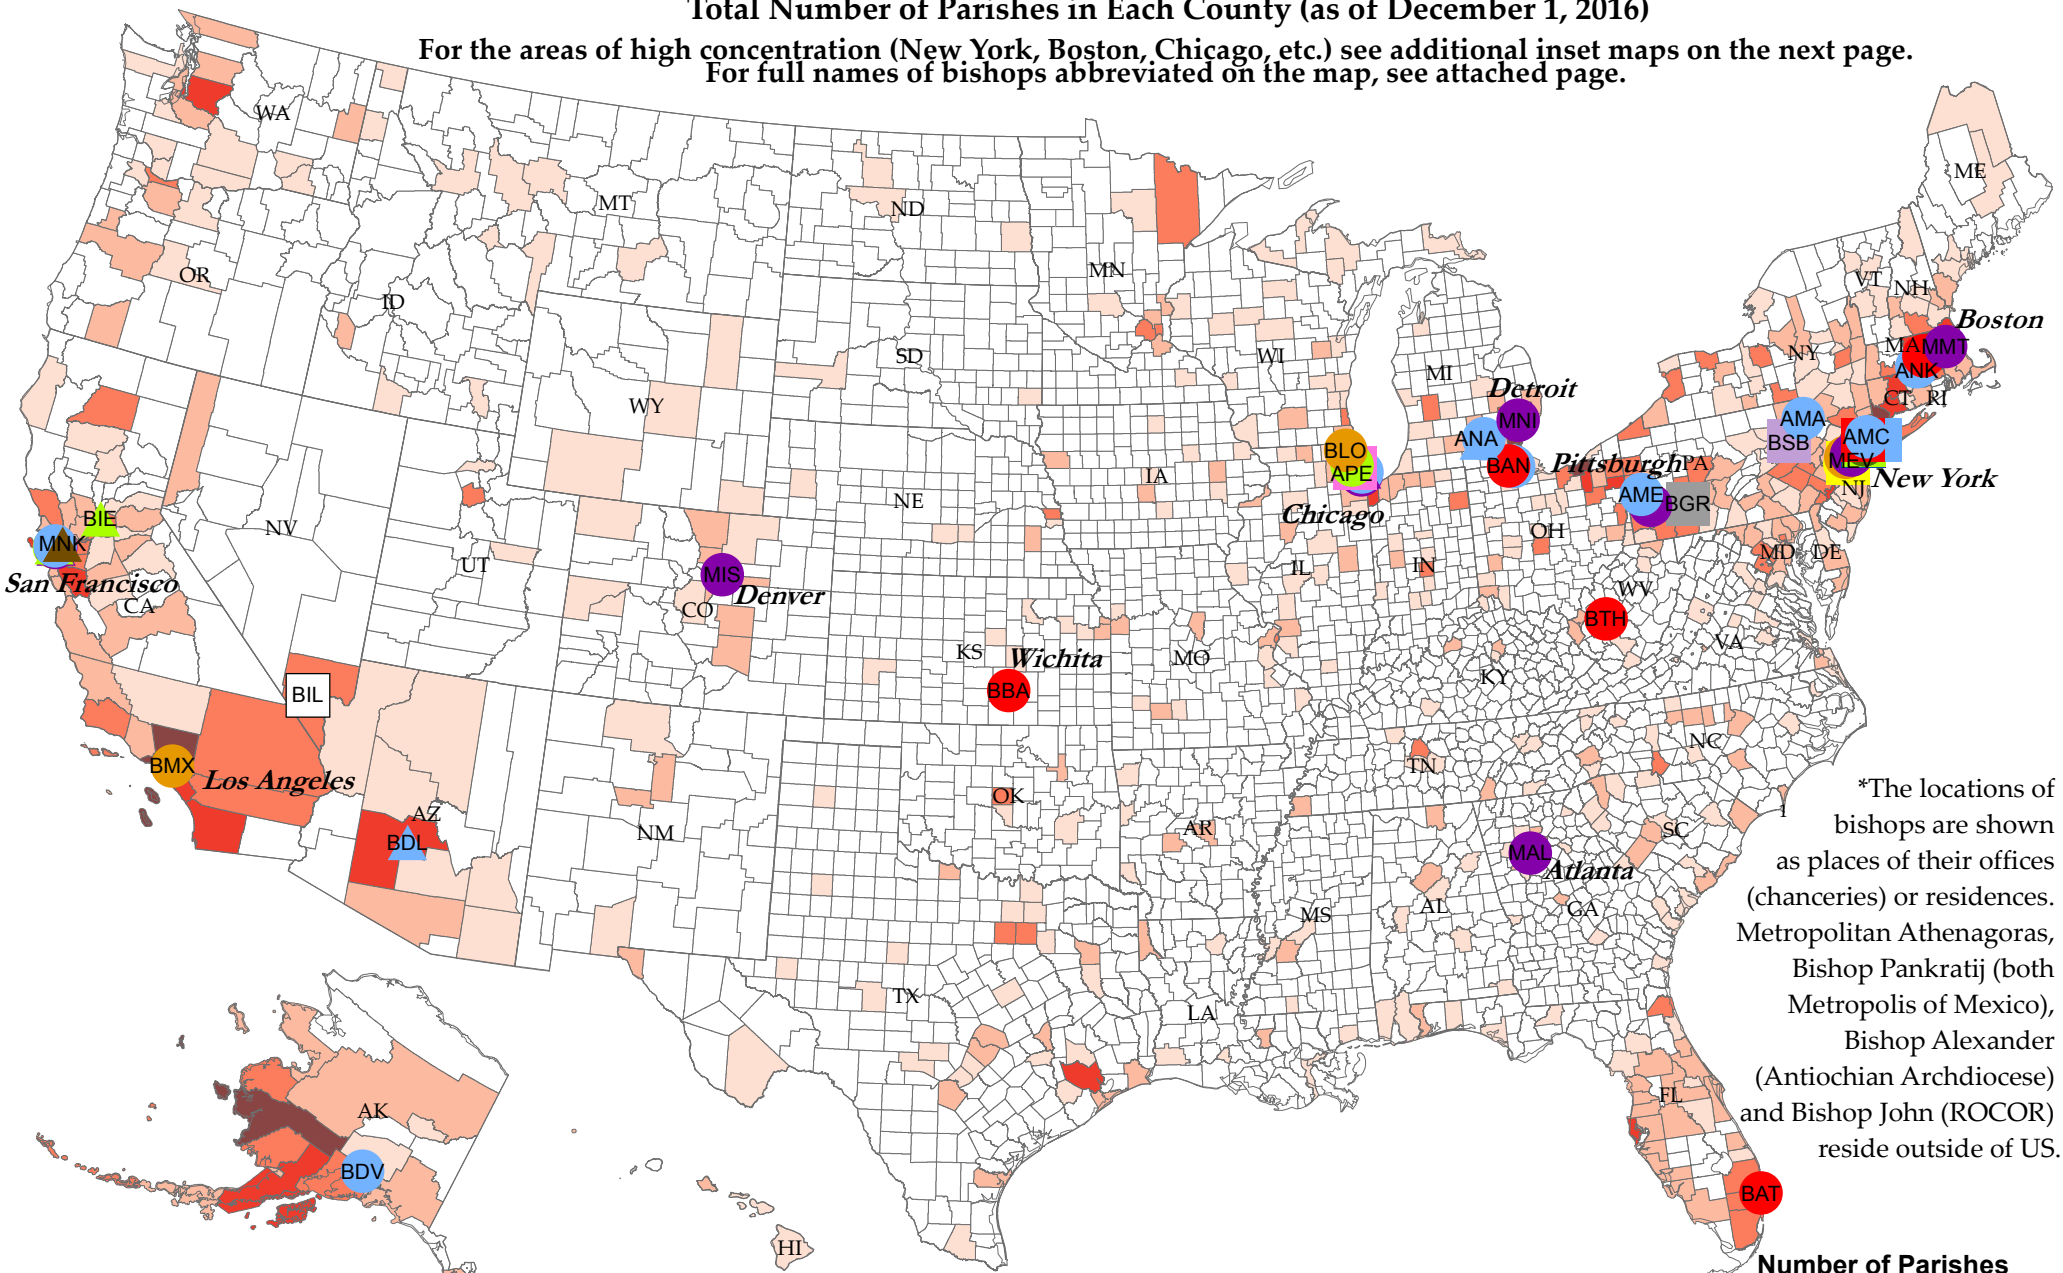 Total Number of Parishes in Each County (as of December 1, 2016)
For the areas of high concentration (New York, Boston, Chicago, etc.) see additional inset maps on the next page.
For full names of bishops abbreviated on the map, see attached page.
WA
MT
ND
MN
ME
OR
ID
SD
WI
MI
VT
NH
Boston
NY
MA
MMT
ANK
CT
RI
WY
Detroit
MNI
ANA
BAN
AMA
BSB
AMC
MEV
New York
NJ
BLO
APE
Chicago
Pittsburgh
PA
AME
BGR
IA
NE
NV
UT
BIE
MNK
San Francisco
CA
MIS
Denver
CO
IL
IN
OH
MD
DE
WV
BTH
VA
KS
Wichita
BBA
MO
KY
BIL
BMX
Los Angeles
AZ
BDL
NM
OK
AR
TN
NC
SC
1
MAL
Atlanta
MS
AL
GA
TX
LA
FL
BAT
AK
BDV
HI
*The locations of
bishops are shown
as places of their offices
(chanceries) or residences.
Metropolitan Athenagoras,
Bishop Pankratij (both
Metropolis of Mexico),
Bishop Alexander
(Antiochian Archdiocese)
and Bishop John (ROCOR)
reside outside of US.
Number of Parishes